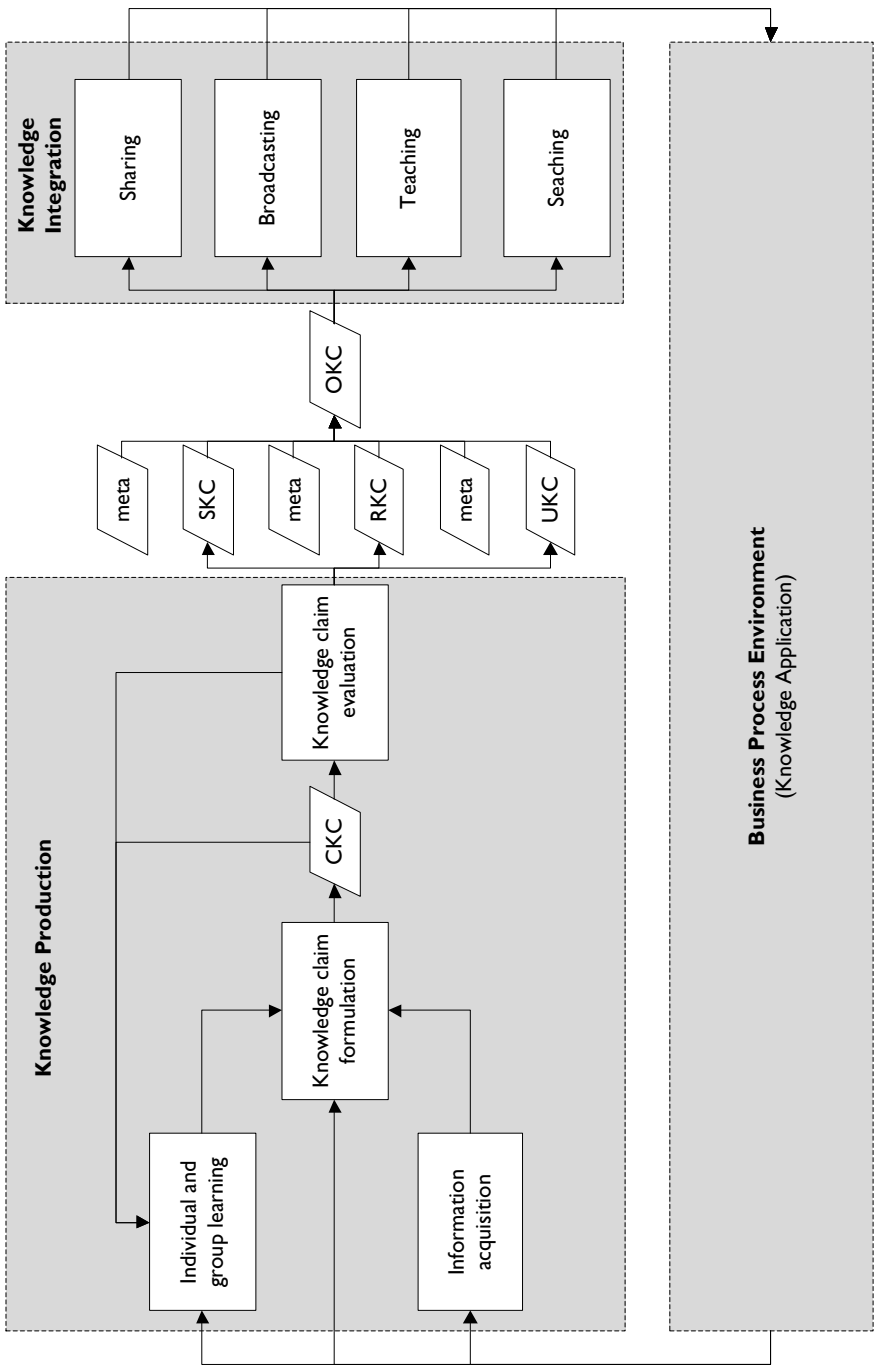 Knowledge Production
Individual and
group learning
Information
acquisition
Knowledge claim
formulation
CKC
Knowledge claim
evaluation
meta
SKC
meta
RKC
meta
UKC
OKC
Knowledge
Integration
Sharing
Broadcasting
Teaching
Seaching
Business Process Environment
(Knowledge Application)